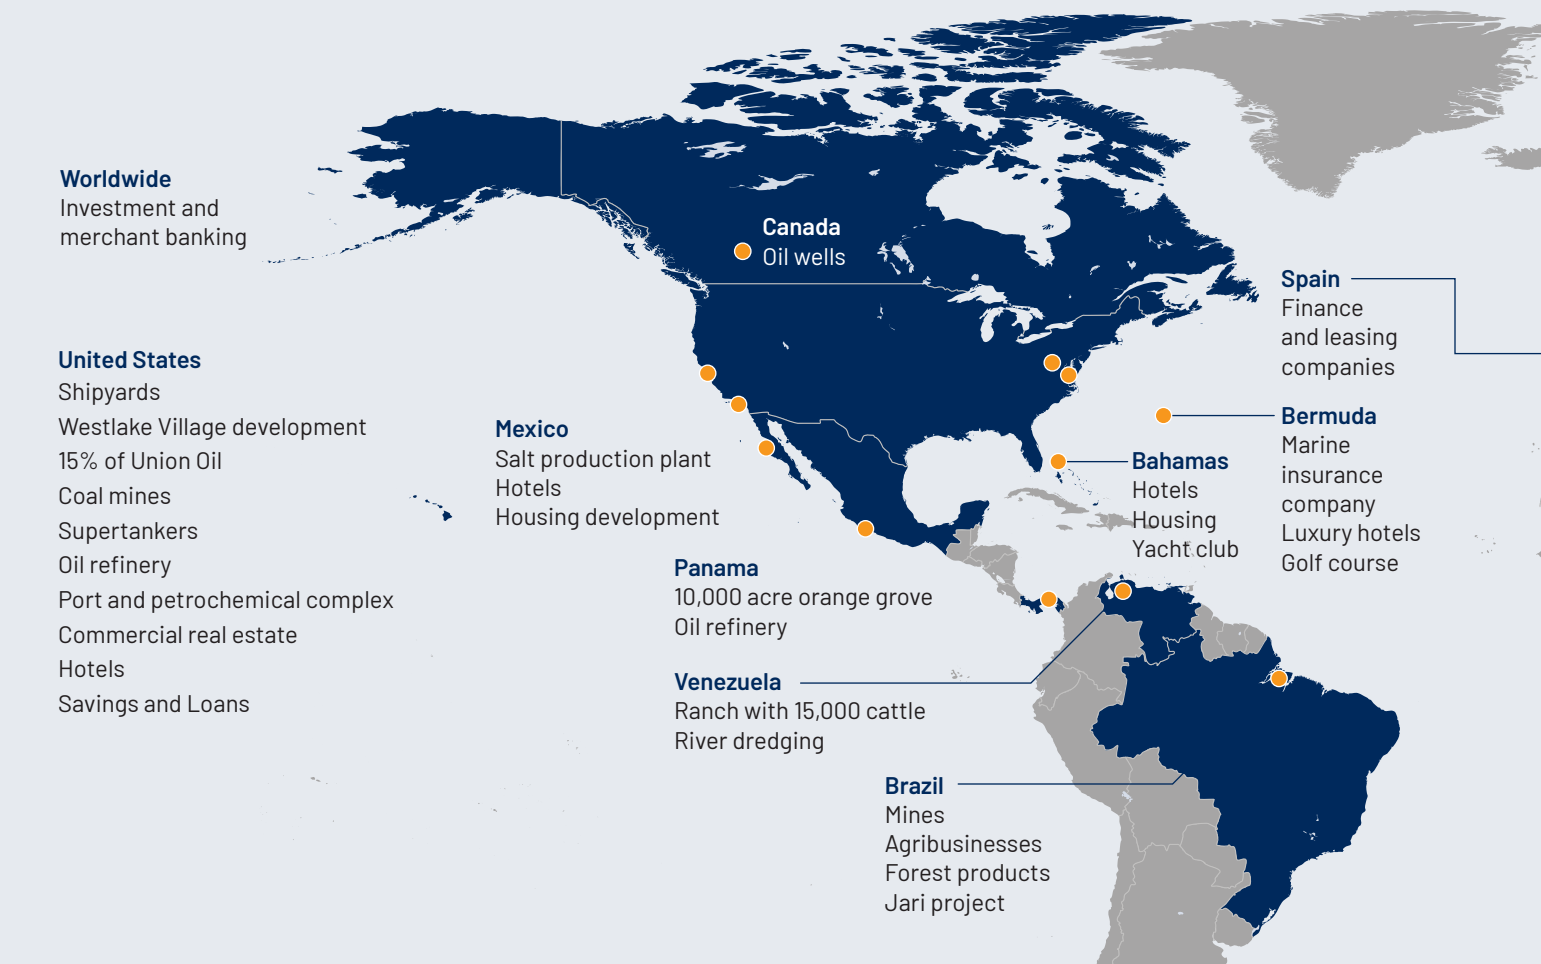 Worldwide
Investment and
merchant banking
Canada
Oil wells
United States
Shipyards
Westlake Village development
15% of Union Oil
Coal mines
Supertankers
Oil refinery
Port and petrochemical complex
Commercial real estate
Hotels
Savings and Loans
Mexico
Salt production plant
Hotels
Housing development
Spain
Finance
and leasing
companies
Bermuda
Marine
insurance
company
Luxury hotels
Golf course
Bahamas
Hotels
Housing
Yacht club
Panama
10,000 acre orange grove
Oil refinery
Venezuela
Ranch with 15,000 cattle
River dredging
Brazil
Mines
Agribusinesses
Forest products
Jari project